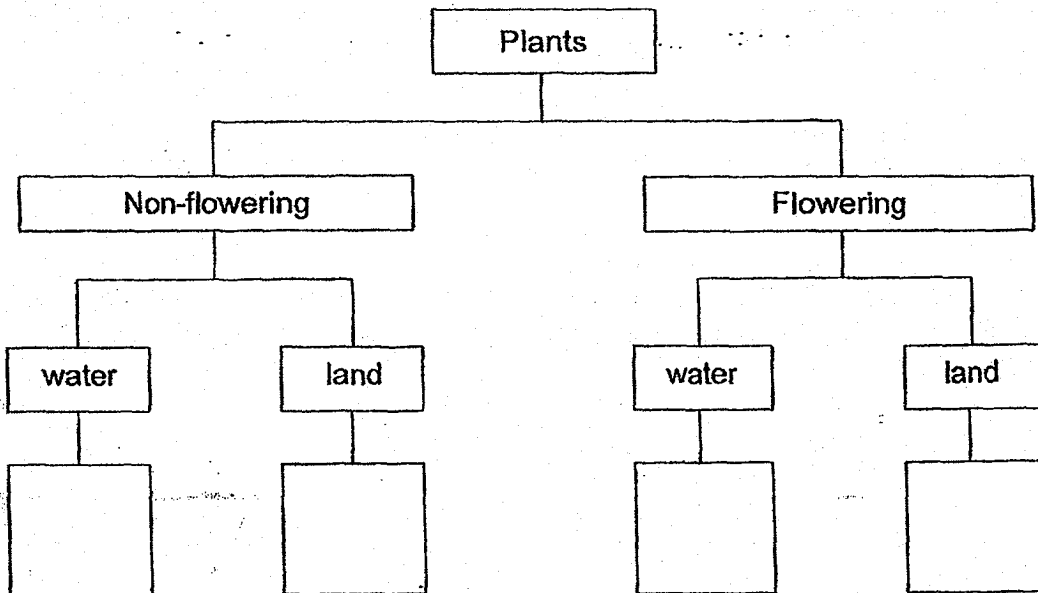 Plants
Non-flowering
Flowering
water
land
water
land